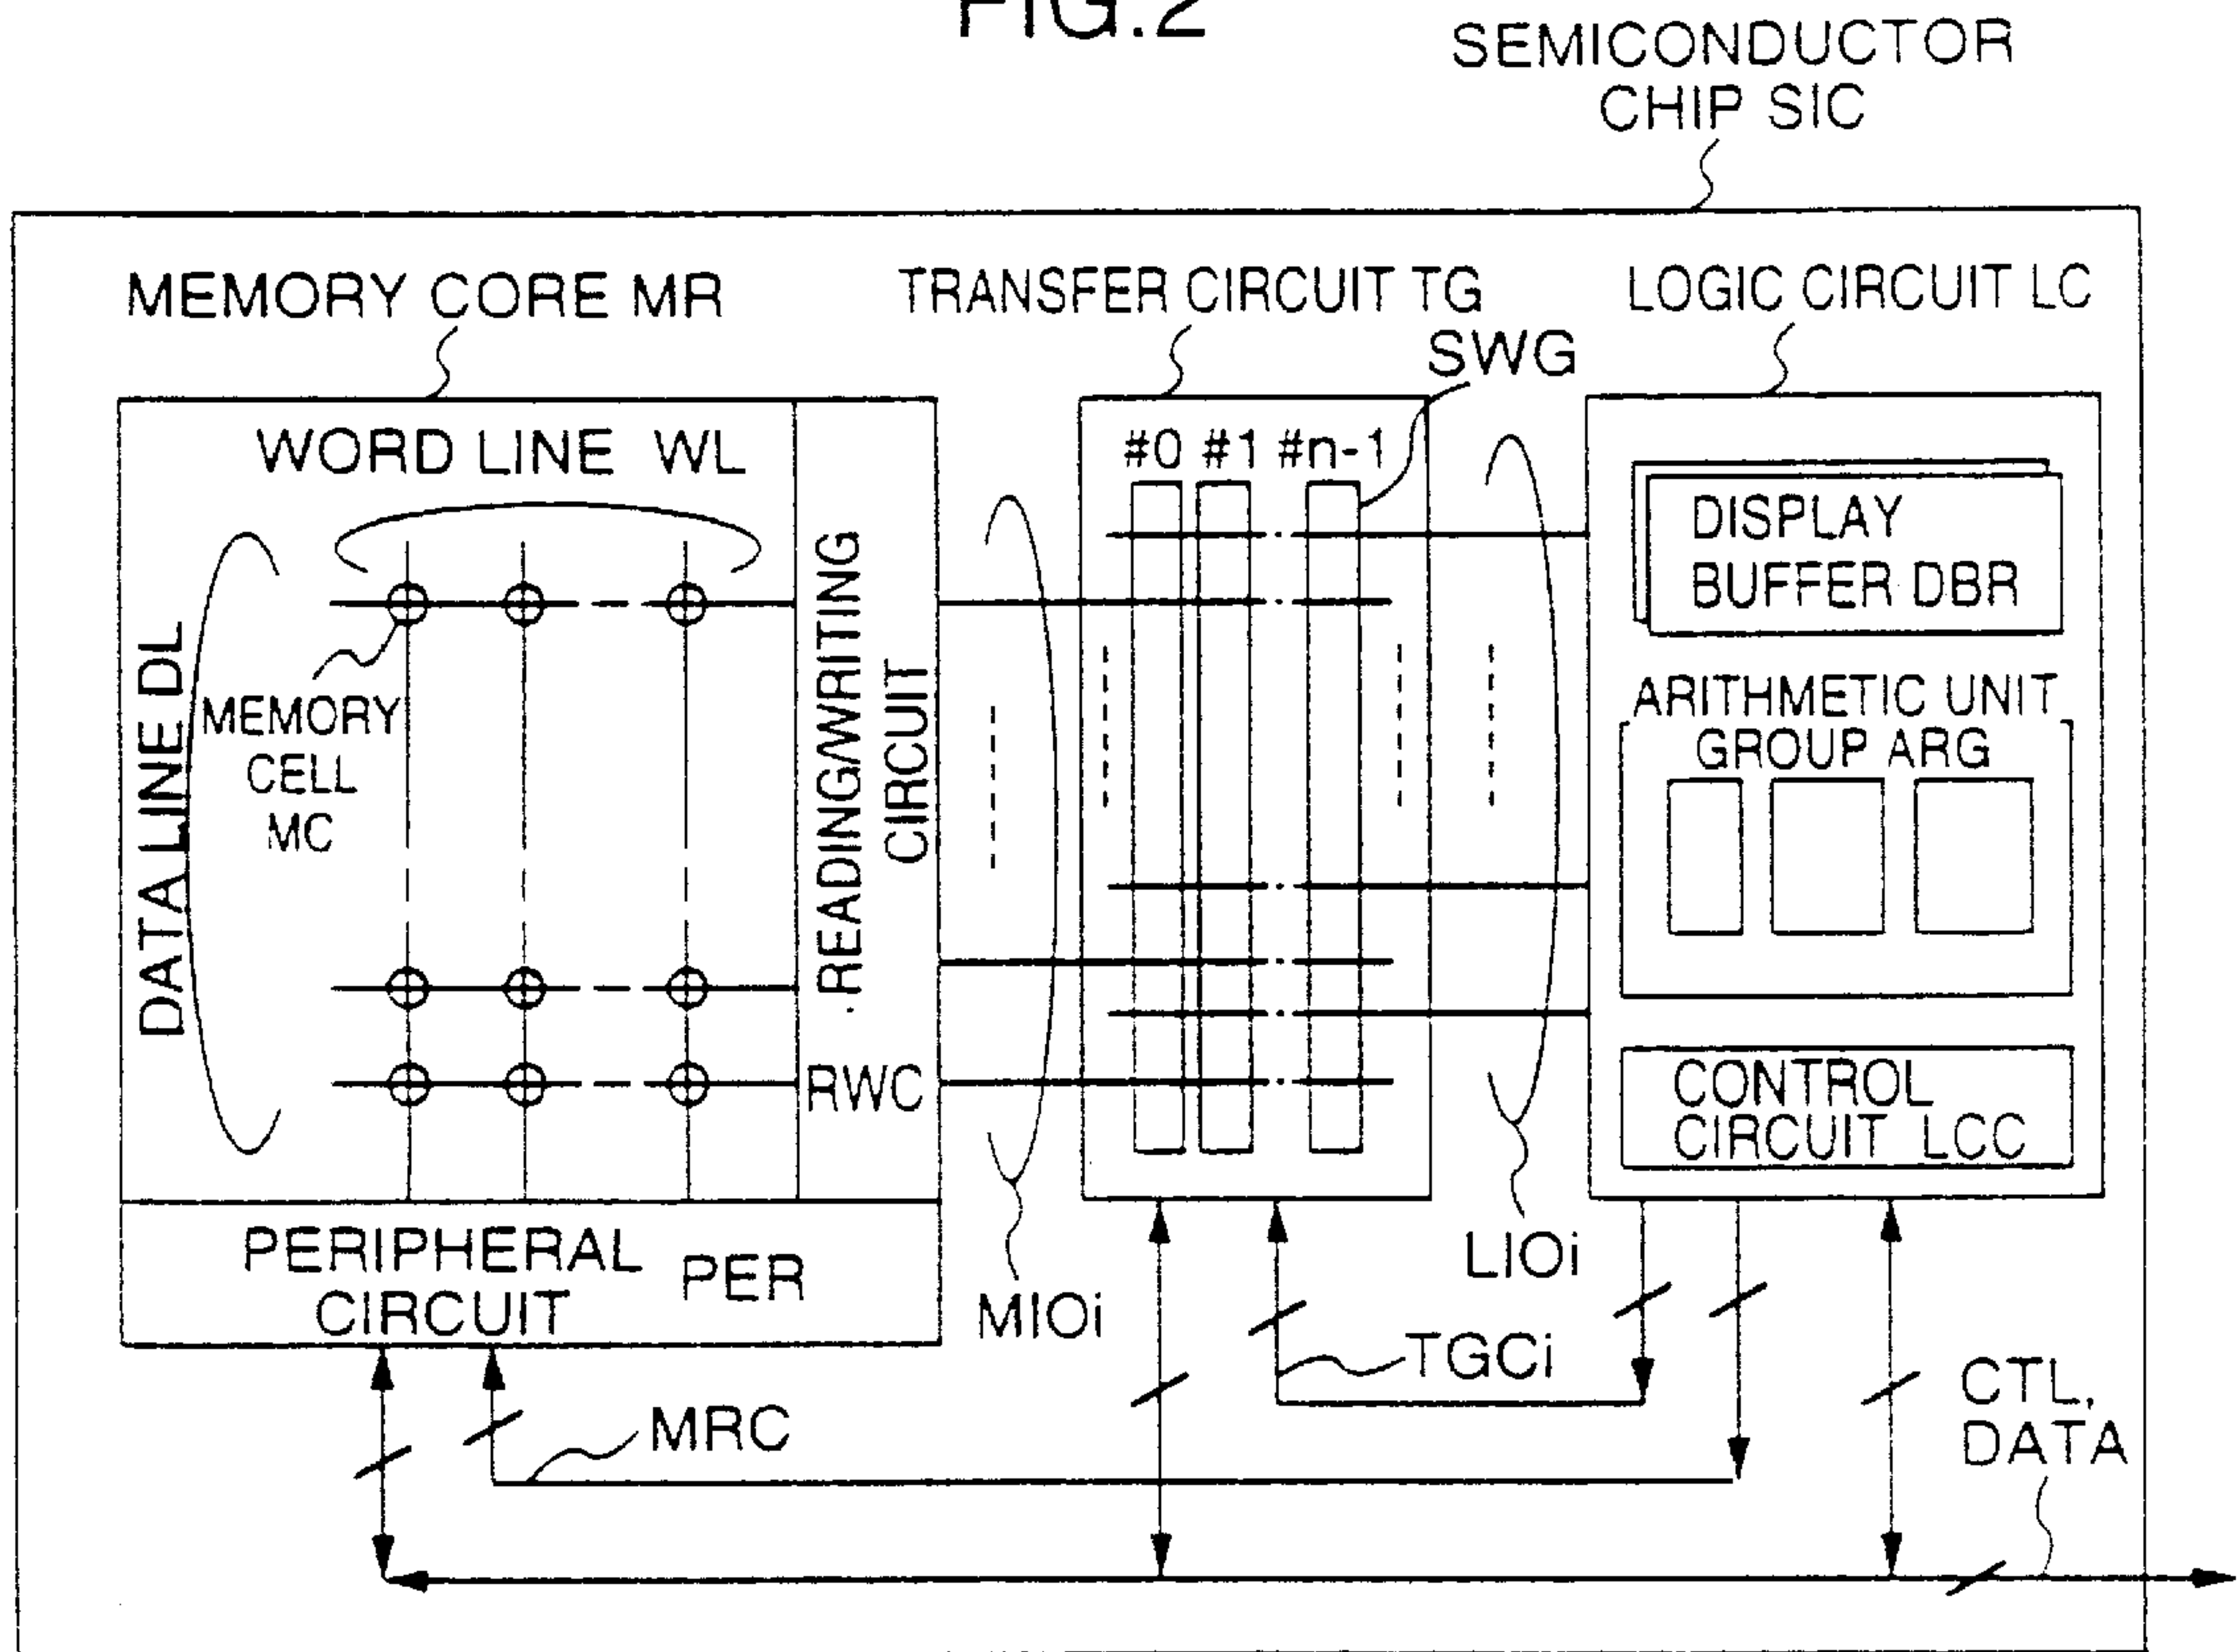 FIG.2
SEMICONDUCTOR
CHIP SIC
MEMORY CORE MR
TRANSFER CIRCUIT TG
LOGIC CIRCUIT LC
SWG
WORD LINE WL
#0 #1 #n-1
DATA LINE DL
MEMORY
CELL
MC
READING/WRITING
CIRCUIT
RWC
DISPLAY
BUFFER DBR
ARITHMETIC UNIT
GROUP ARG
CONTROL
CIRCUIT LCC
PERIPHERAL
CIRCUIT
PER
MIOi
LIOi
TGCi
MRC
CTL,
DATA